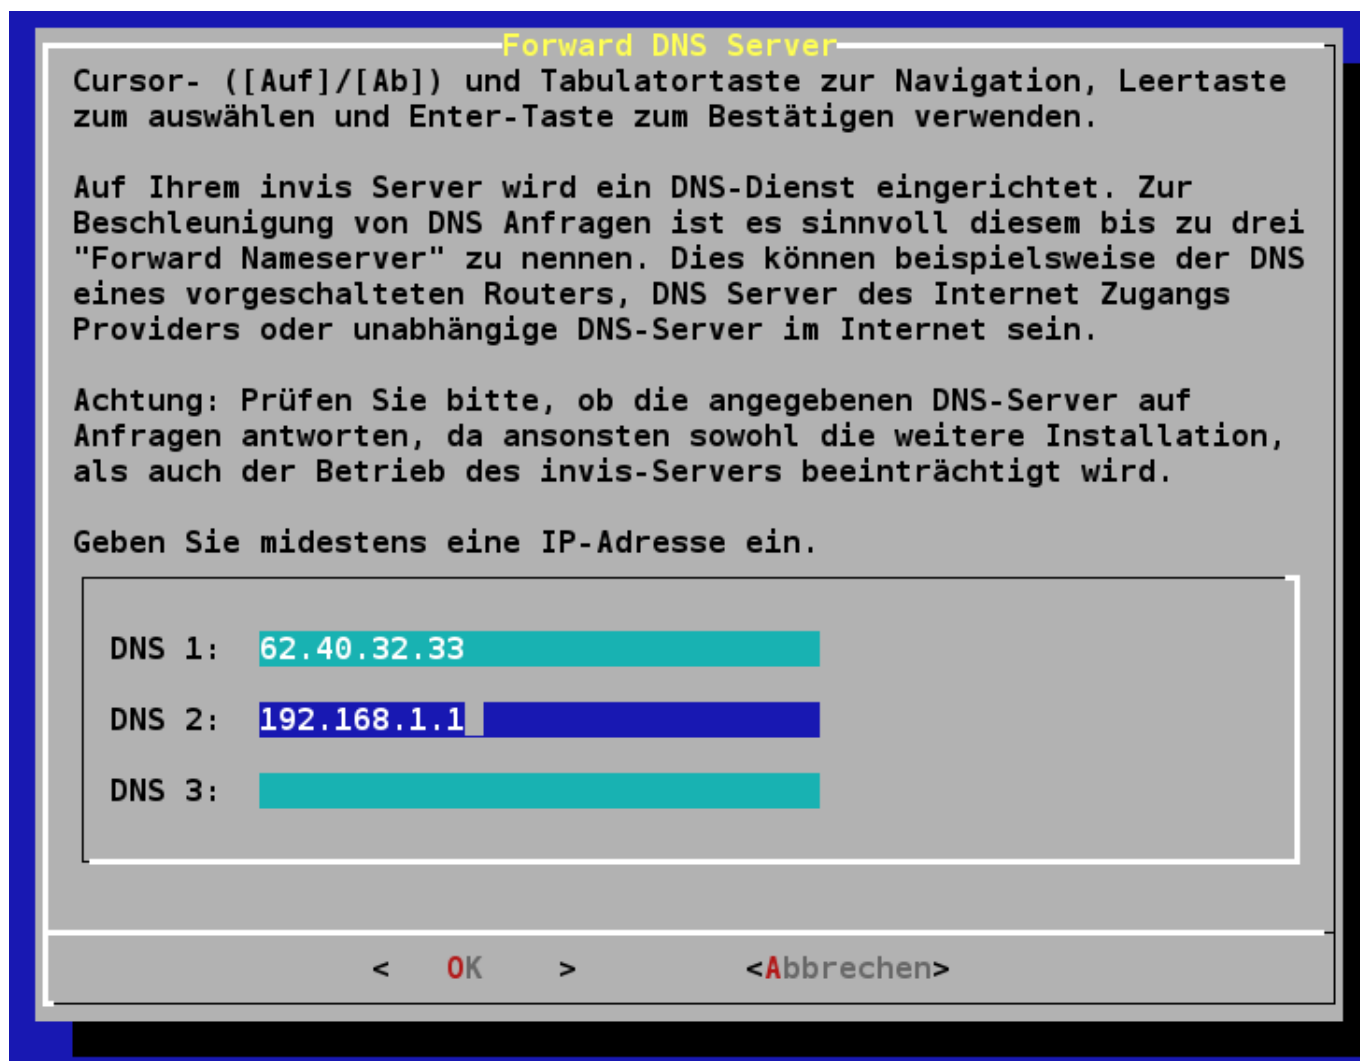 Forward DNS Server
Cursor- ([Auf]/[Ab]) und Tabulatortaste zur Navigation, Leertaste
zum auswählen und Enter-Taste zum Bestätigen verwenden.
Auf Ihrem invis Server wird ein DNS-Dienst eingerichtet. Zur
Beschleunigung von DNS Anfragen ist es sinnvoll diesem bis zu drei
"Forward Nameserver" zu nennen. Dies können beispielsweise der DNS
eines vorgeschalteten Routers, DNS Server des Internet Zugangs
Providers oder unabhängige DNS-Server im Internet sein.
Achtung: Prüfen Sie bitte, ob die angegebenen DNS-Server auf
Anfragen antworten, da ansonsten sowohl die weitere Installation,
als auch der Betrieb des invis-Servers beeinträchtigt wird.
Geben Sie midestens eine IP-Adresse ein.
DNS 1: 62.40.32.33
DNS 2: 192.168.1.1
DNS 3:
< OK > <Abbrechen>